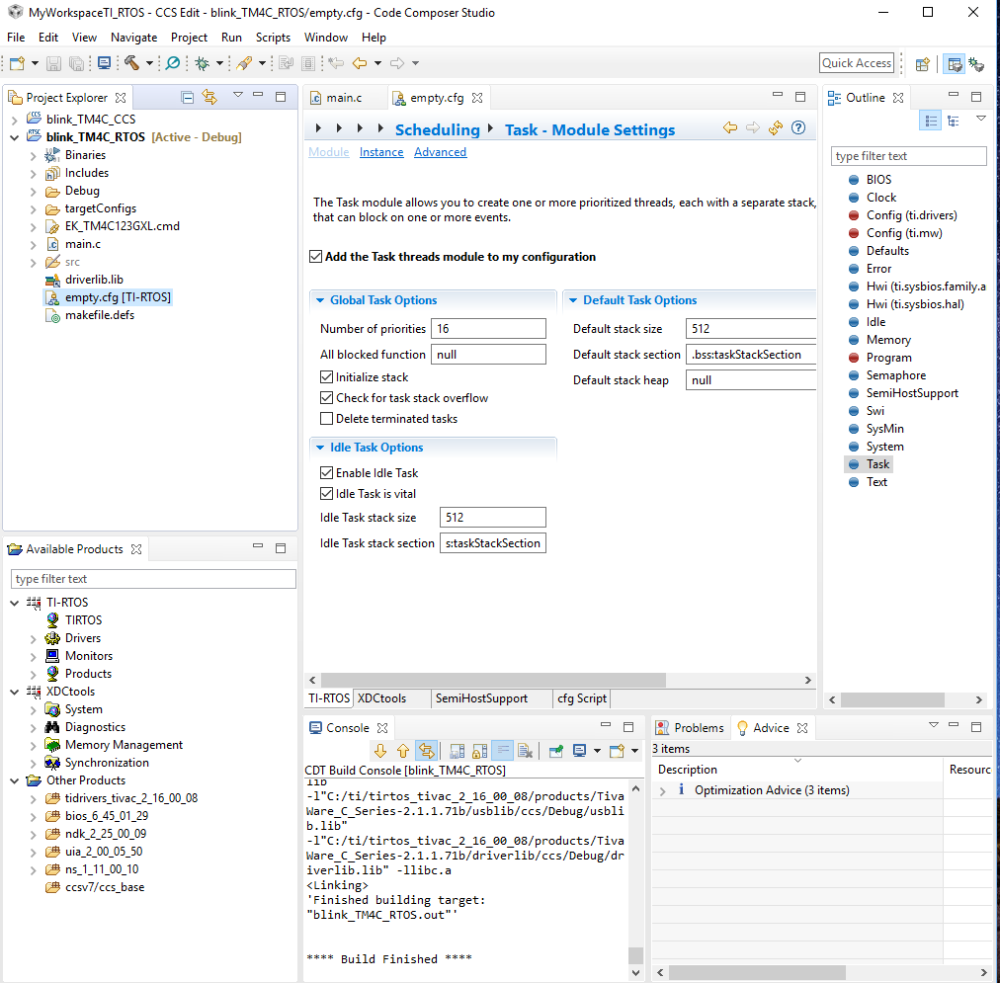 MyWorkspaceTI_RTOS - CCS Edit - blink_TM4C_RTOS/empty.cfg - Code Composer Studio
File Edit View Navigate Project Run Scripts Window Help
Quick Access
Project Explorer
blink_TM4C_CCS
blink_TM4C_RTOS [Active - Debug]
Binaries
Includes
Debug
targetConfigs
EK_TM4C123GXL.cmd
main.c
src
driverlib.lib
empty.cfg [TI-RTOS]
makefile.defs
Available Products
type filter text
TI-RTOS
TIRTOS
Drivers
Monitors
Products
XDCtools
System
Diagnostics
Memory Management
Synchronization
Other Products
tidrivers_tivac_2_16_00_08
bios_6_45_01_29
ndk_2_25_00_09
uia_2_00_05_50
ns_1_11_00_10
ccsv7/ccs_base
main.c empty.cfg
Scheduling Task - Module Settings
Module Instance Advanced
The Task module allows you to create one or more prioritized threads, each with a separate stack,
that can block on one or more events.
Add the Task threads module to my configuration
Global Task Options
Number of priorities 16
All blocked function null
Initialize stack
Check for task stack overflow
Delete terminated tasks
Default Task Options
Default stack size 512
Default stack section .bss:taskStackSection
Default stack heap null
Idle Task Options
Enable Idle Task
Idle Task is vital
Idle Task stack size 512
Idle Task stack section s:taskStackSection
TI-RTOS XDCtools SemiHostSupport cfg Script
Outline
type filter text
BIOS
Clock
Config (ti.drivers)
Config (ti.mw)
Defaults
Error
Hwi (ti.sysbios.family.a
Hwi (ti.sysbios.hal)
Idle
Memory
Program
Semaphore
SemiHostSupport
Swi
SysMin
System
Task
Text
Console
CDT Build Console [blink_TM4C_RTOS]
lib"
-l"C:/ti/tirtos_tivac_2_16_00_08/products/Tiva
Ware_C_Series-2.1.1.71b/usblib/ccs/Debug/usbli
b.lib"
-l"C:/ti/tirtos_tivac_2_16_00_08/products/Tiva
Ware_C_Series-2.1.1.71b/driverlib/ccs/Debug/dr
iverlib.lib" -llibc.a
<Linking>
'Finished building target:
"blink_TM4C_RTOS.out"'
**** Build Finished ****
Problems Advice
3 items
Description Resourc
Optimization Advice (3 items)